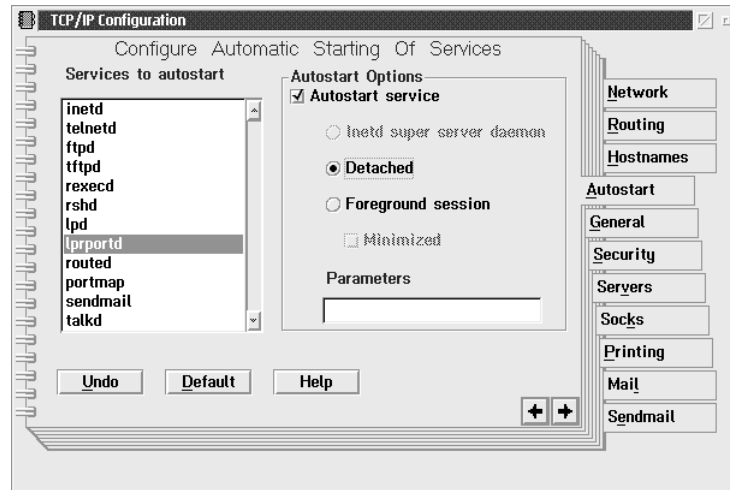 TCP/IP Configuration
Configure Automatic Starting Of Services
Services to autostart
inetd
telnetd
ftpd
tftpd
rexecd
rshd
lpd
lprportd
routed
portmap
sendmail
talkd
Autostart Options
Autostart service
Inetd super server daemon
Detached
Foreground session
Minimized
Parameters
Undo
Default
Help
Network
Routing
Hostnames
Autostart
General
Security
Servers
Socks
Printing
Mail
Sendmail